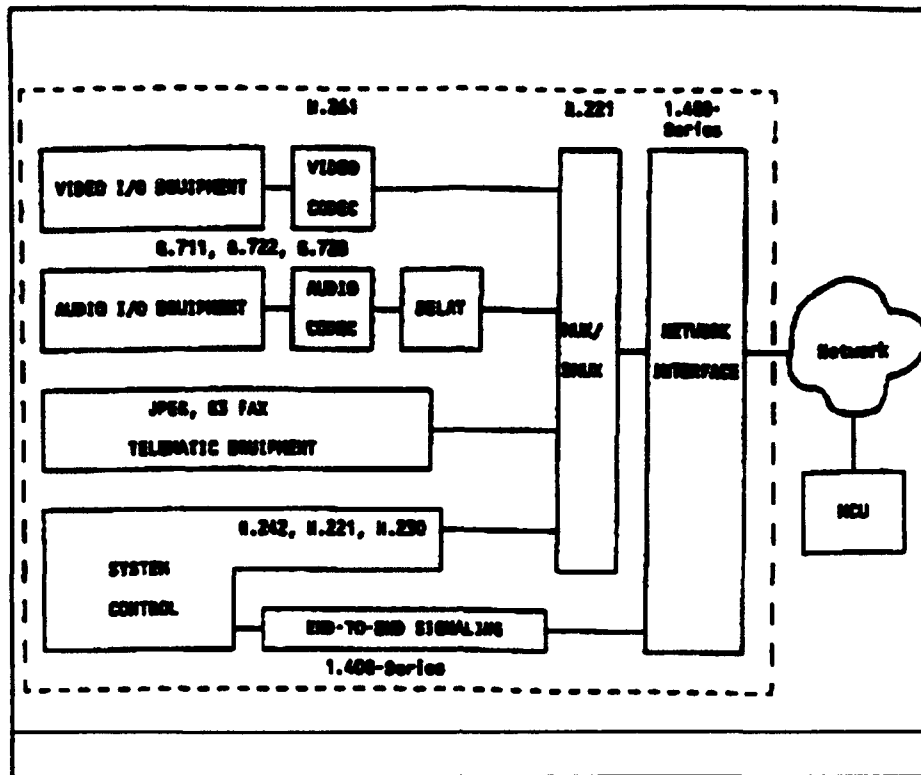 H.261
H.221
I.400-
Series
VIDEO I/O EQUIPMENT
VIDEO
CODEC
G.711, G.722, G.728
AUDIO I/O EQUIPMENT
AUDIO
CODEC
DELAY
MUX/
DMUX
NETWORK
INTERFACE
Network
JPEG, G3 FAX
TELEMATIC EQUIPMENT
MCU
H.242, H.221, H.230
SYSTEM
CONTROL
END-TO-END SIGNALING
I.400-Series